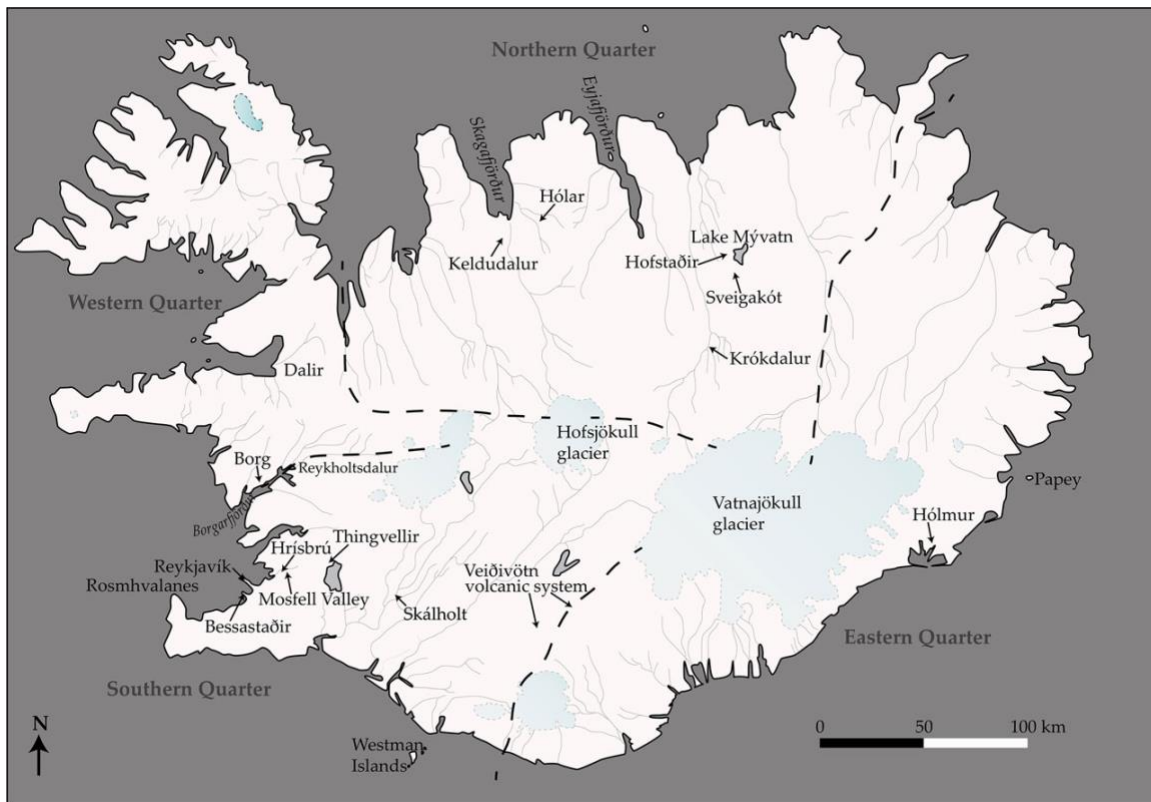 Northern Quarter
Eyjafjörður
Skagafjörður
Hólar
Keldudalur
Lake Mývatn
Hofstaðir
Sveigakót
Western Quarter
Krókdalur
Dalir
Hofsjökull
glacier
Borg
Reykholtsdalur
Borgarfjörður
Vatnajökull
glacier
Papey
Hólmur
Thingvellir
Hrísbrú
Reykjavík
Rosmhvalanes
Mosfell Valley
Bessastaðir
Veiðivötn
volcanic system
Skálholt
Eastern Quarter
Southern Quarter
N
Westman
Islands
0 50 100 km